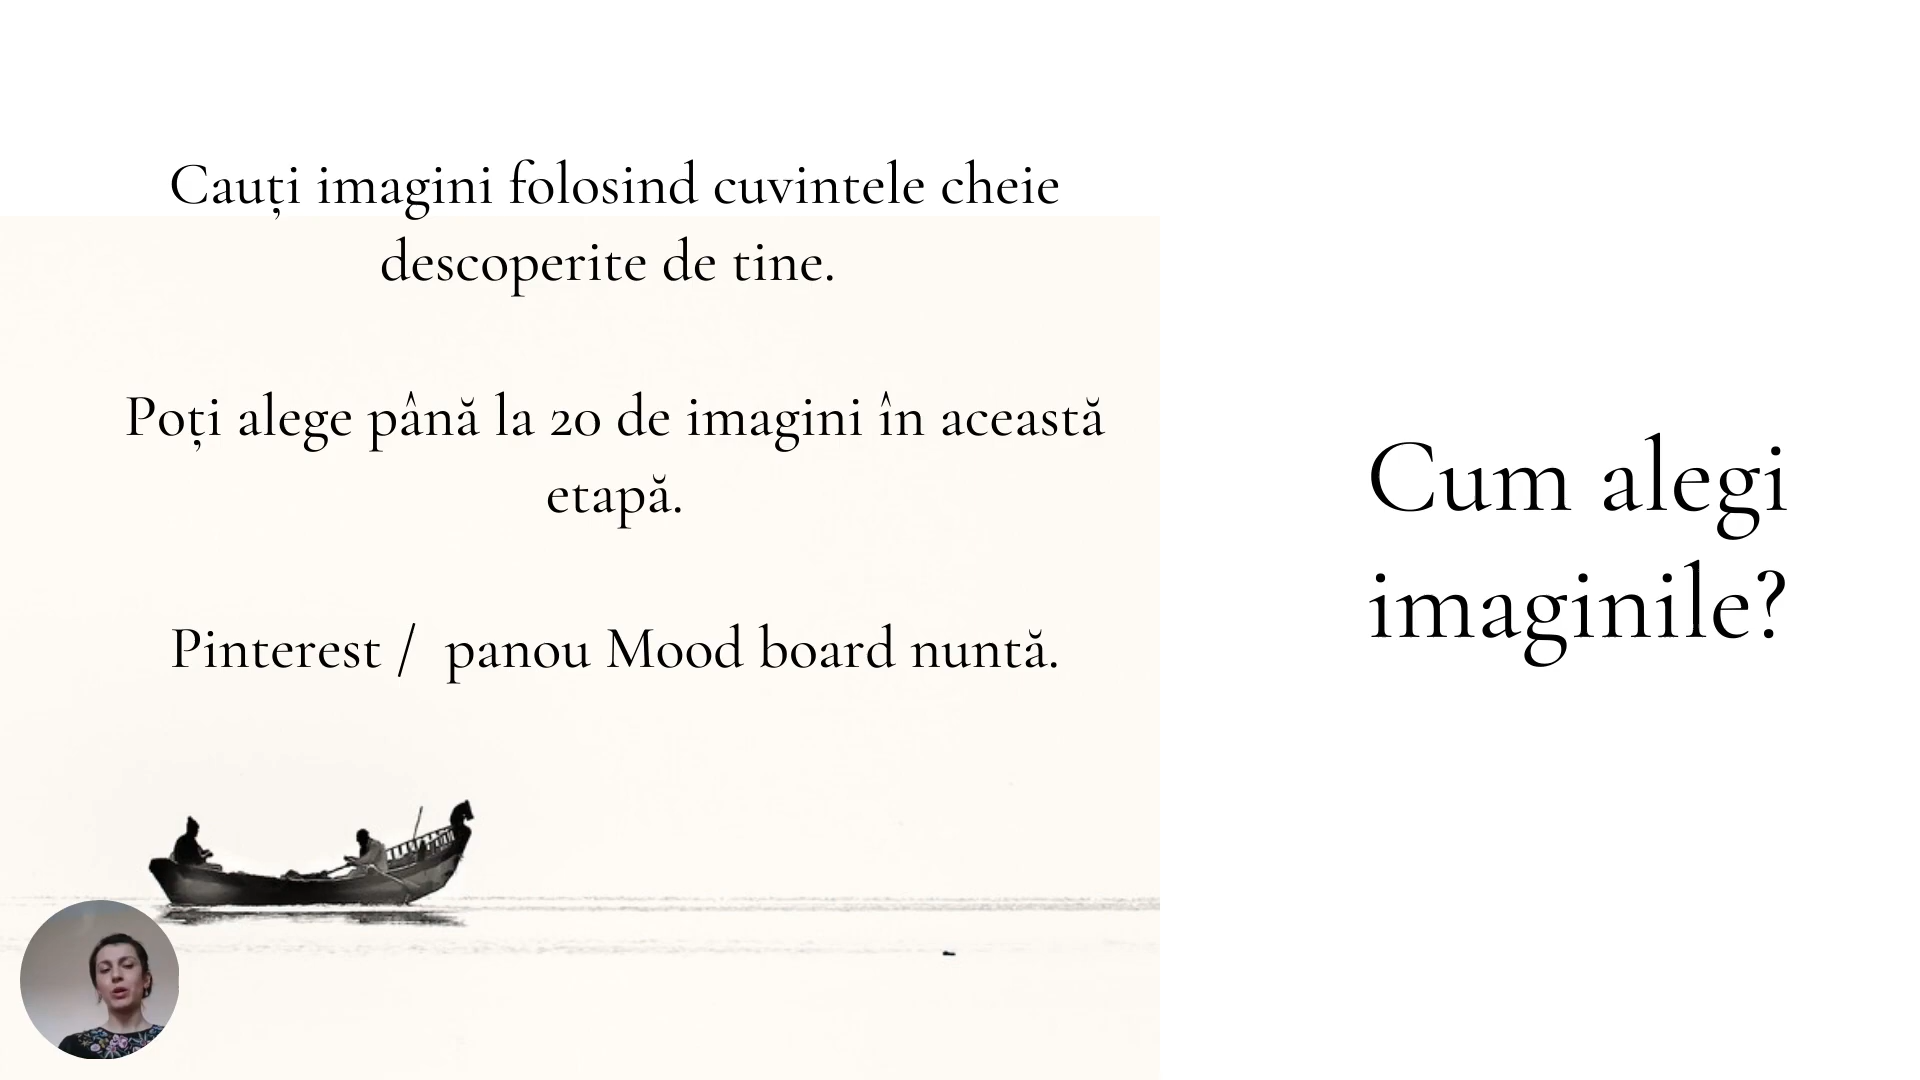 Cauți imagini folosind cuvintele cheie
descoperite de tine.
Poți alege până la 20 de imagini în această
etapă.
Pinterest /  panou Mood board nuntă.
Cum alegi
imaginile?